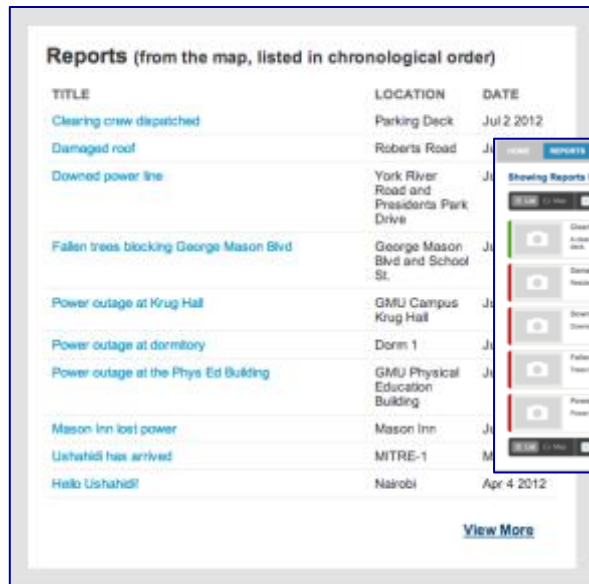 Reports (from the map, listed in chronological order)
TITLE LOCATION DATE
Clearing crew dispatched Parking Deck Jul 2 2012
Damaged roof Roberts Road
Downed power line York River
Road and
Presidents Park
Drive
Fallen trees blocking George Mason Blvd George Mason
Blvd and School
St.
Power outage at Krug Hall GMU Campus
Krug Hall
Power outage at dormitory Dorm 1
Power outage at the Phys Ed Building GMU Physical
Education
Building
Mason Inn lost power Mason Inn
Ushahidi has arrived MITRE-1
Hello Ushahidi! Nairobi Apr 4 2012
View More
HOME REPORTS
Showing Reports